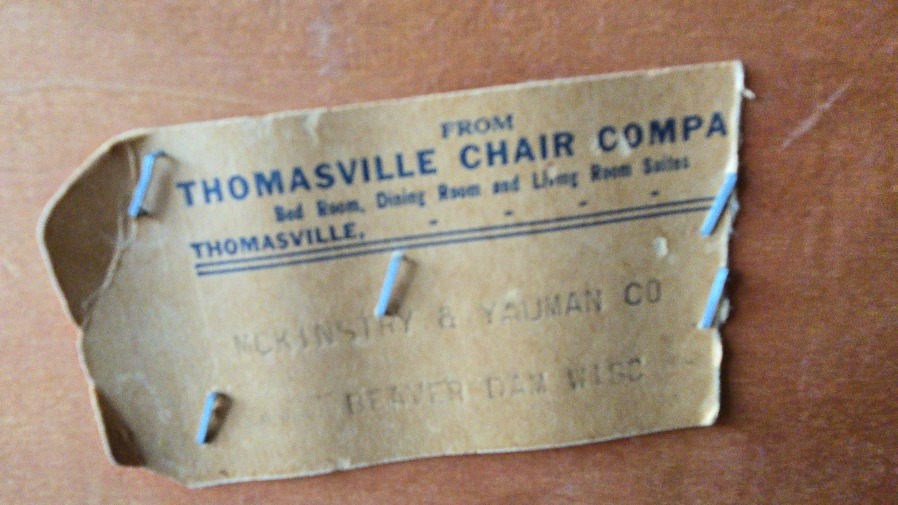 FROM
THOMASVILLE CHAIR COMPA
Bed Room, Dining Room and Living Room Suites
THOMASVILLE, - - - -
MCKINSTRY & YAUMAN CO
BEAVER DAM WISC